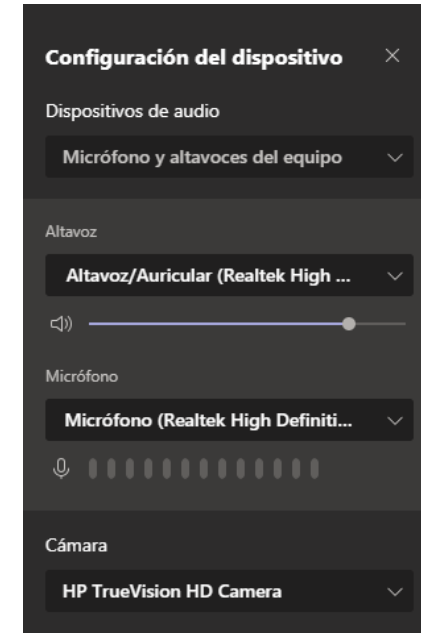 Configuración del dispositivo
Dispositivos de audio
Micrófono y altavoces del equipo
Altavoz
Altavoz/Auricular (Realtek High ...
Micrófono
Micrófono (Realtek High Definiti...
Cámara
HP TrueVision HD Camera